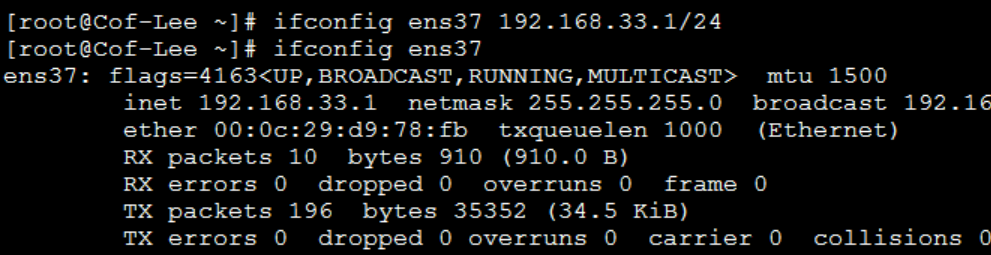 [root@Cof-Lee ~]# ifconfig ens37 192.168.33.1/24
[root@Cof-Lee ~]# ifconfig ens37
ens37: flags=4163<UP,BROADCAST,RUNNING,MULTICAST>  mtu 1500
        inet 192.168.33.1  netmask 255.255.255.0  broadcast 192.16
        ether 00:0c:29:d9:78:fb  txqueuelen 1000  (Ethernet)
        RX packets 10  bytes 910 (910.0 B)
        RX errors 0  dropped 0  overruns 0  frame 0
        TX packets 196  bytes 35352 (34.5 KiB)
        TX errors 0  dropped 0 overruns 0  carrier 0  collisions 0